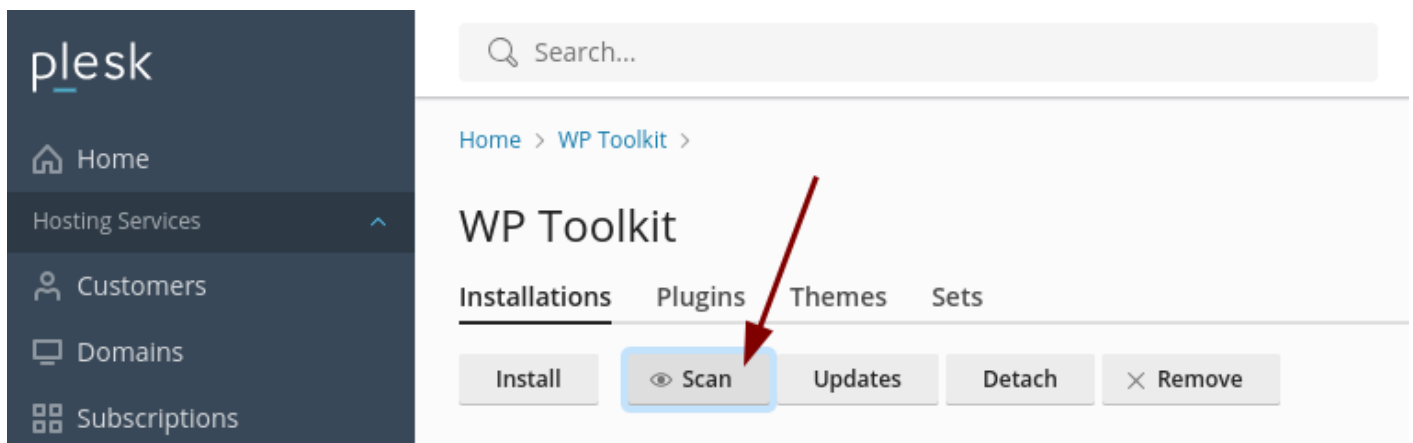 plesk
Search...
Home
Hosting Services
Customers
Domains
Subscriptions
Home > WP Toolkit >
WP Toolkit
Installations Plugins Themes Sets
Install Scan Updates Detach Remove